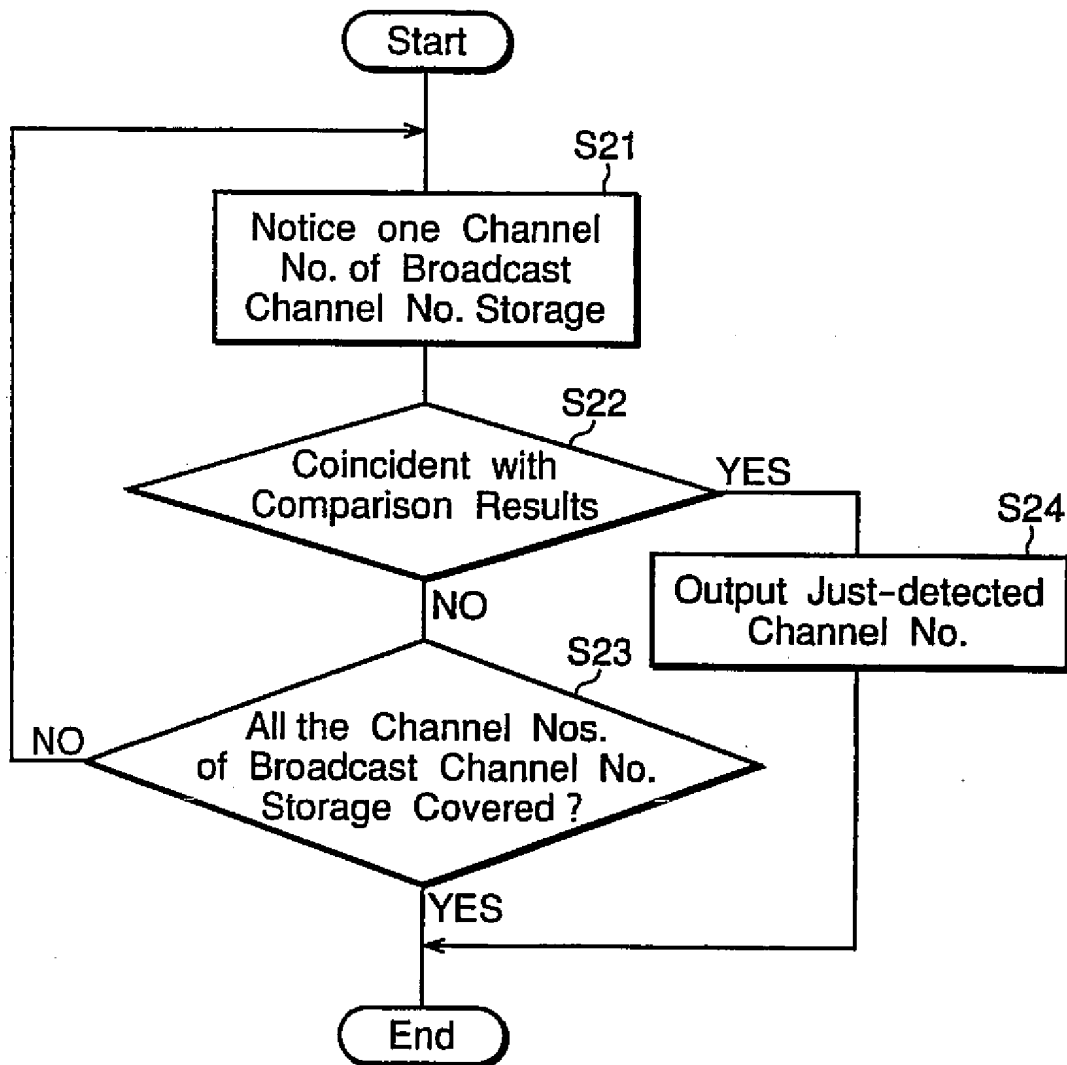 Start
S21
Notice one Channel
No. of Broadcast
Channel No. Storage
S22
Coincident with
Comparison Results
YES
NO
S24
Output Just-detected
Channel No.
S23
All the Channel Nos.
of Broadcast Channel No.
Storage Covered ?
NO
YES
End